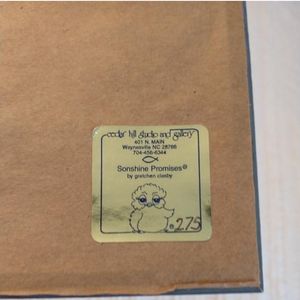 cedar hill studio and gallery
401 N. MAIN
Waynesville NC 28786
704-456-6344
Sonshine Promises®
by gretchen clasby
275